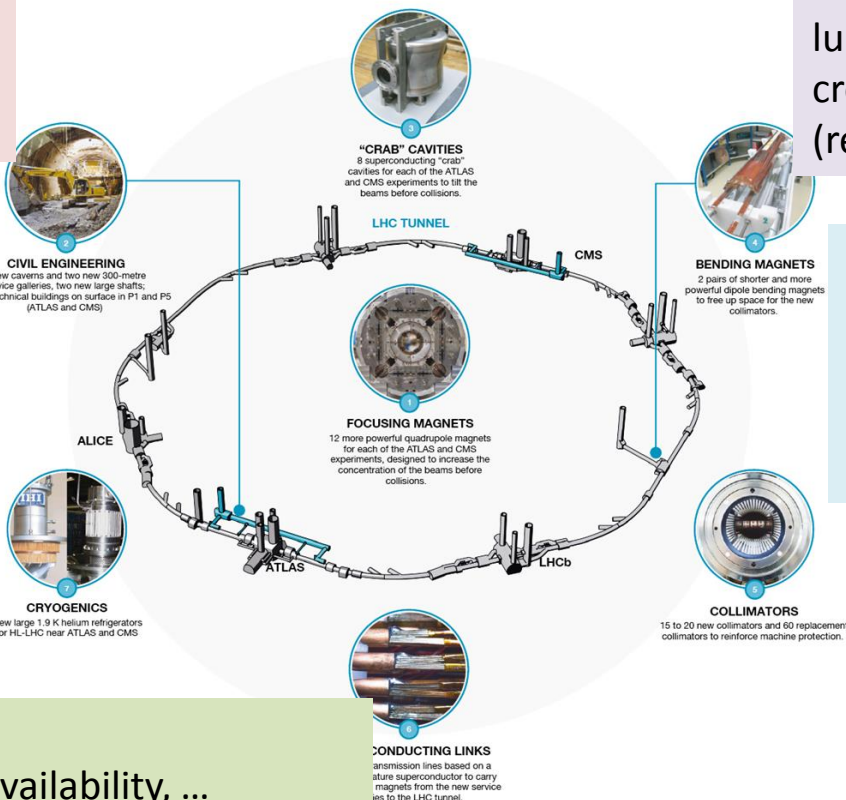 lu
cr
(re
3
"CRAB" CAVITIES
8 superconducting "crab"
cavities for each of the ATLAS
and CMS experiments to tilt the
beams before collisions.
LHC TUNNEL
CMS
2
CIVIL ENGINEERING
caverns and two new 300-metre
galleries, two new large shafts;
buildings on surface in P1 and P5
(ATLAS and CMS)
4
BENDING MAGNETS
2 pairs of shorter and more
powerful dipole bending magnets
to free up space for the new
collimators.
1
FOCUSING MAGNETS
12 more powerful quadrupole magnets
for each of the ATLAS and CMS
experiments, designed to increase the
concentration of the beams before
collisions.
ALICE
ATLAS
LHCb
7
CRYOGENICS
large 1.9 K helium refrigerators
HL-LHC near ATLAS and CMS
5
COLLIMATORS
15 to 20 new collimators and 60 replacement
collimators to reinforce machine protection.
6
CONDUCTING LINKS
lines based on a
superconductor to carry
magnets from the new service
to the LHC tunnel.
vailability, ...